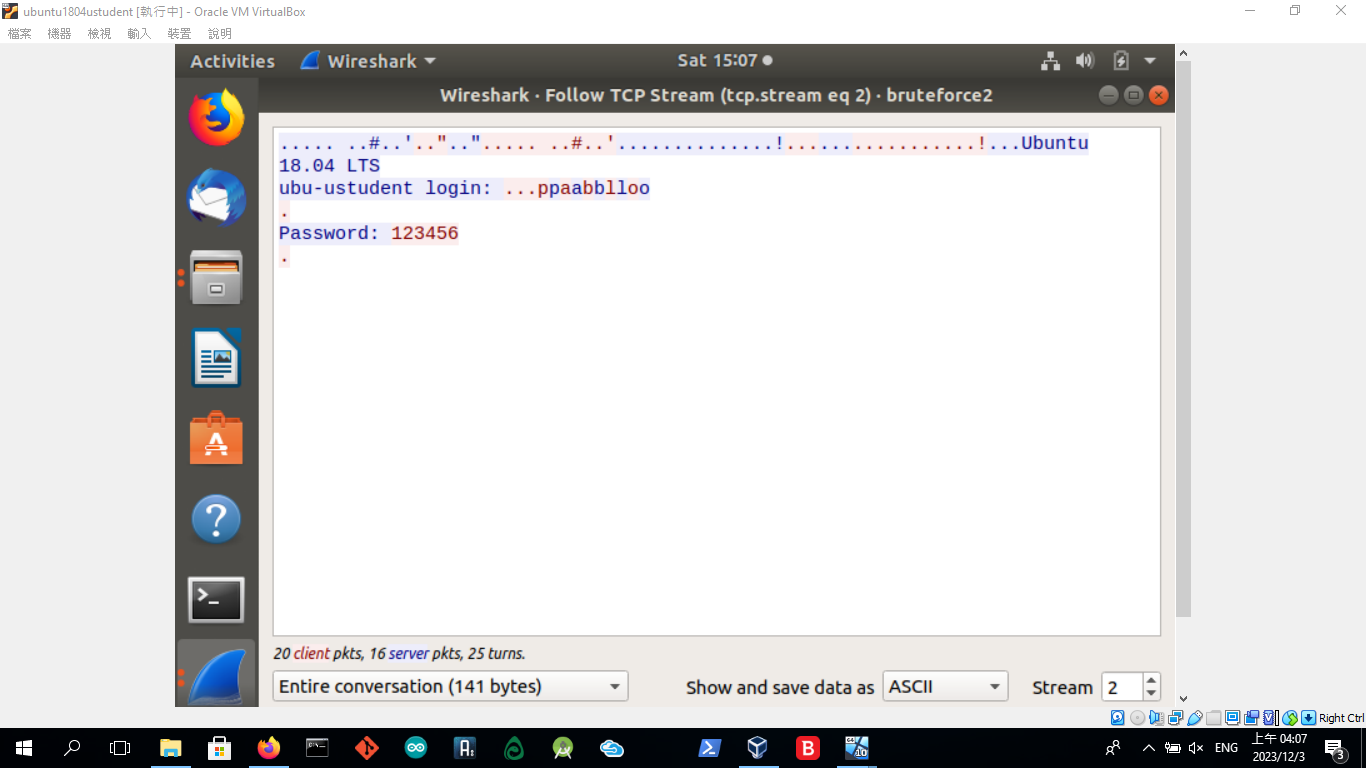 ubuntu1804ustudent [執行中] - Oracle VM VirtualBox
檔案 機器 檢視 輸入 裝置 說明
Activities Wireshark Sat 15:07
Wireshark · Follow TCP Stream (tcp.stream eq 2) · bruteforce2
..... ..#..'..".."..... ..#..'..............!...................!...Ubuntu
18.04 LTS
ubu-ustudent login: ...ppaabblloo
.
Password: 123456
.
20 client pkts, 16 server pkts, 25 turns.
Entire conversation (141 bytes) Show and save data as ASCII Stream 2
Right Ctrl
ENG 上午 04:07
2023/12/3
3